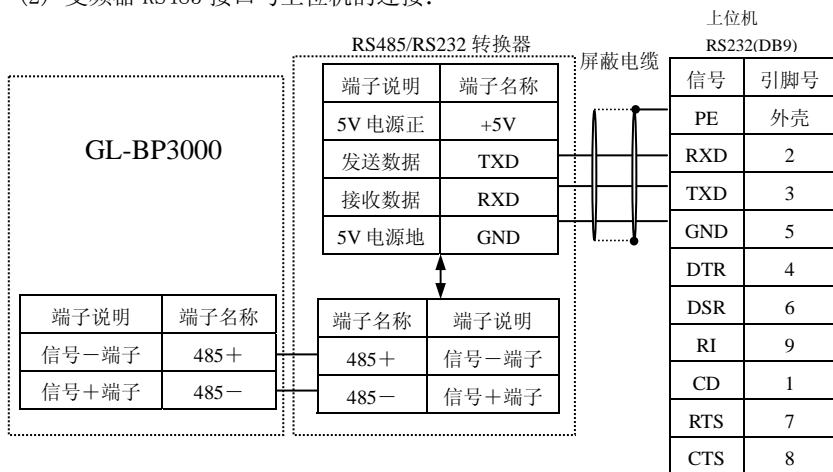 (2) 变频器 RS485 接口与上位机的连接：
上位机
RS485/RS232 转换器
屏蔽电缆
RS232(DB9)
GL-BP3000
端子说明 端子名称
5V 电源正 +5V
发送数据 TXD
接收数据 RXD
5V 电源地 GND
端子说明 端子名称
信号－端子 485＋
信号＋端子 485－
端子名称 端子说明
485＋ 信号－端子
485－ 信号＋端子
信号 引脚号
PE 外壳
RXD 2
TXD 3
GND 5
DTR 4
DSR 6
RI 9
CD 1
RTS 7
CTS 8